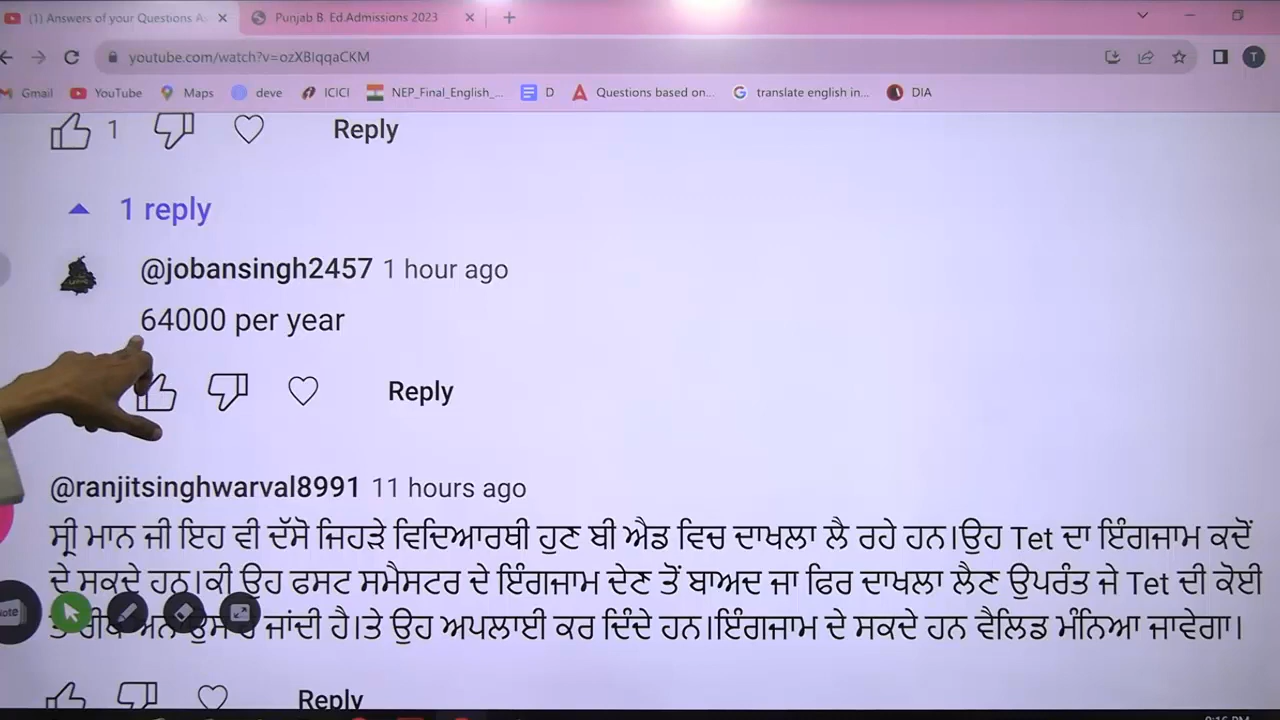 (1) Answers of your Questions A
Punjab B. Ed.Admissions 2023
youtube.com/watch?v=ozXBIqqaCKM
Gmail
YouTube
Maps
deve
ICICI
NEP_Final_English_...
D
Questions based on...
translate english in...
DIA
1
Reply
1 reply
@jobansingh2457 1 hour ago
64000 per year
Reply
@ranjitsinghwarval8991 11 hours ago
ਸ੍ਰੀ ਮਾਨ ਜੀ ਇਹ ਵੀ ਦੱਸੋ ਜਿਹੜੇ ਵਿਦਿਆਰਥੀ ਹੁਣ ਬੀ ਐਡ ਵਿਚ ਦਾਖਲਾ ਲੈ ਰਹੇ ਹਨ।ਉਹ Tet ਦਾ ਇੰਗਜਾਮ ਕਦੋਂ
ਦੇ ਸਕਦੇ ਹਨ।ਕੀ ਉਹ ਫਸਟ ਸਮੈਸਟਰ ਦੇ ਇੰਗਜਾਮ ਦੇਣ ਤੋਂ ਬਾਅਦ ਜਾ ਫਿਰ ਦਾਖਲਾ ਲੈਣ ਉਪਰੰਤ ਜੇ Tet ਦੀ ਕੋਈ
ਜਾਂਦੀ ਹੈ।ਤੇ ਉਹ ਅਪਲਾਈ ਕਰ ਦਿੰਦੇ ਹਨ।ਇੰਗਜਾਮ ਦੇ ਸਕਦੇ ਹਨ ਵੈਲਿਡ ਮੰਨਿਆ ਜਾਵੇਗਾ।
Reply